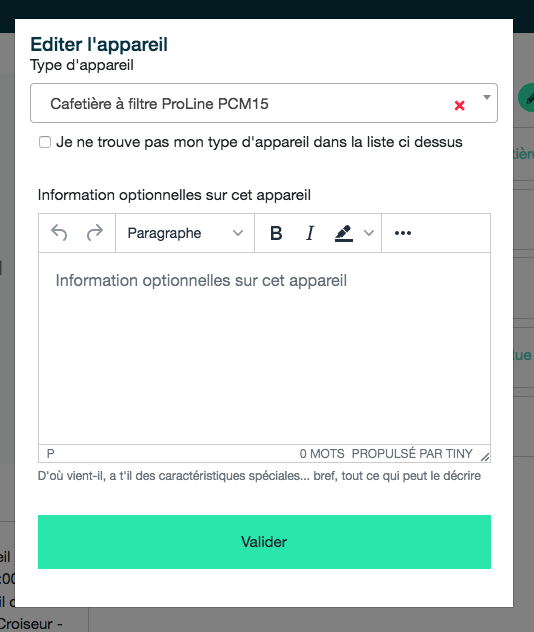 Editer l'appareil
Type d'appareil
Cafetière à filtre ProLine PCM15
Je ne trouve pas mon type d'appareil dans la liste ci dessus
Information optionnelles sur cet appareil
Paragraphe
B I
Information optionnelles sur cet appareil
P 0 MOTS PROPULSÉ PAR TINY
D'où vient-il, a t'il des caractéristiques spéciales... bref, tout ce qui peut le décrire
Valider
Croiseur -